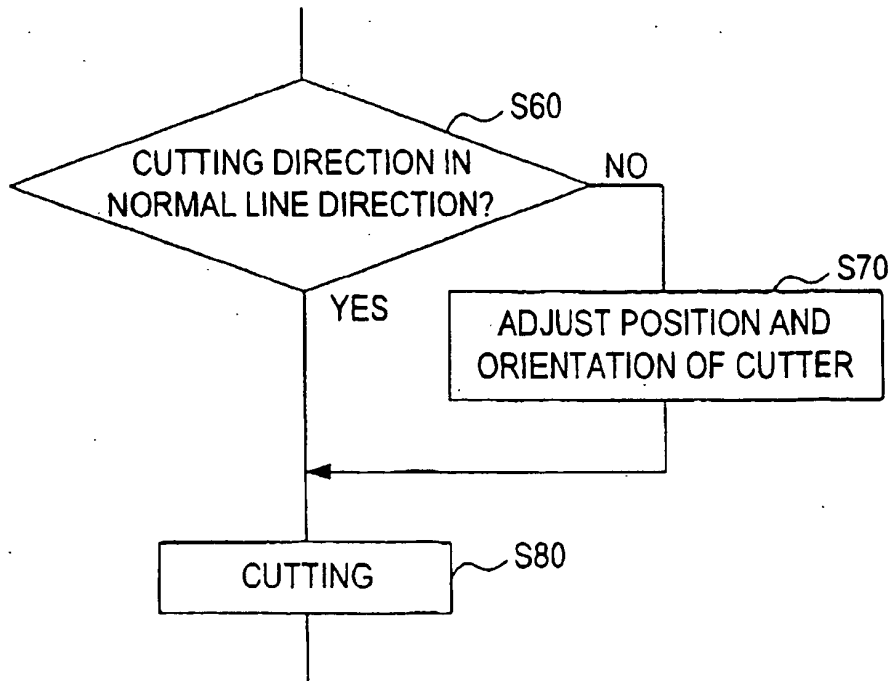 S60
CUTTING DIRECTION IN
NORMAL LINE DIRECTION?
NO
YES
S70
ADJUST POSITION AND
ORIENTATION OF CUTTER
S80
CUTTING